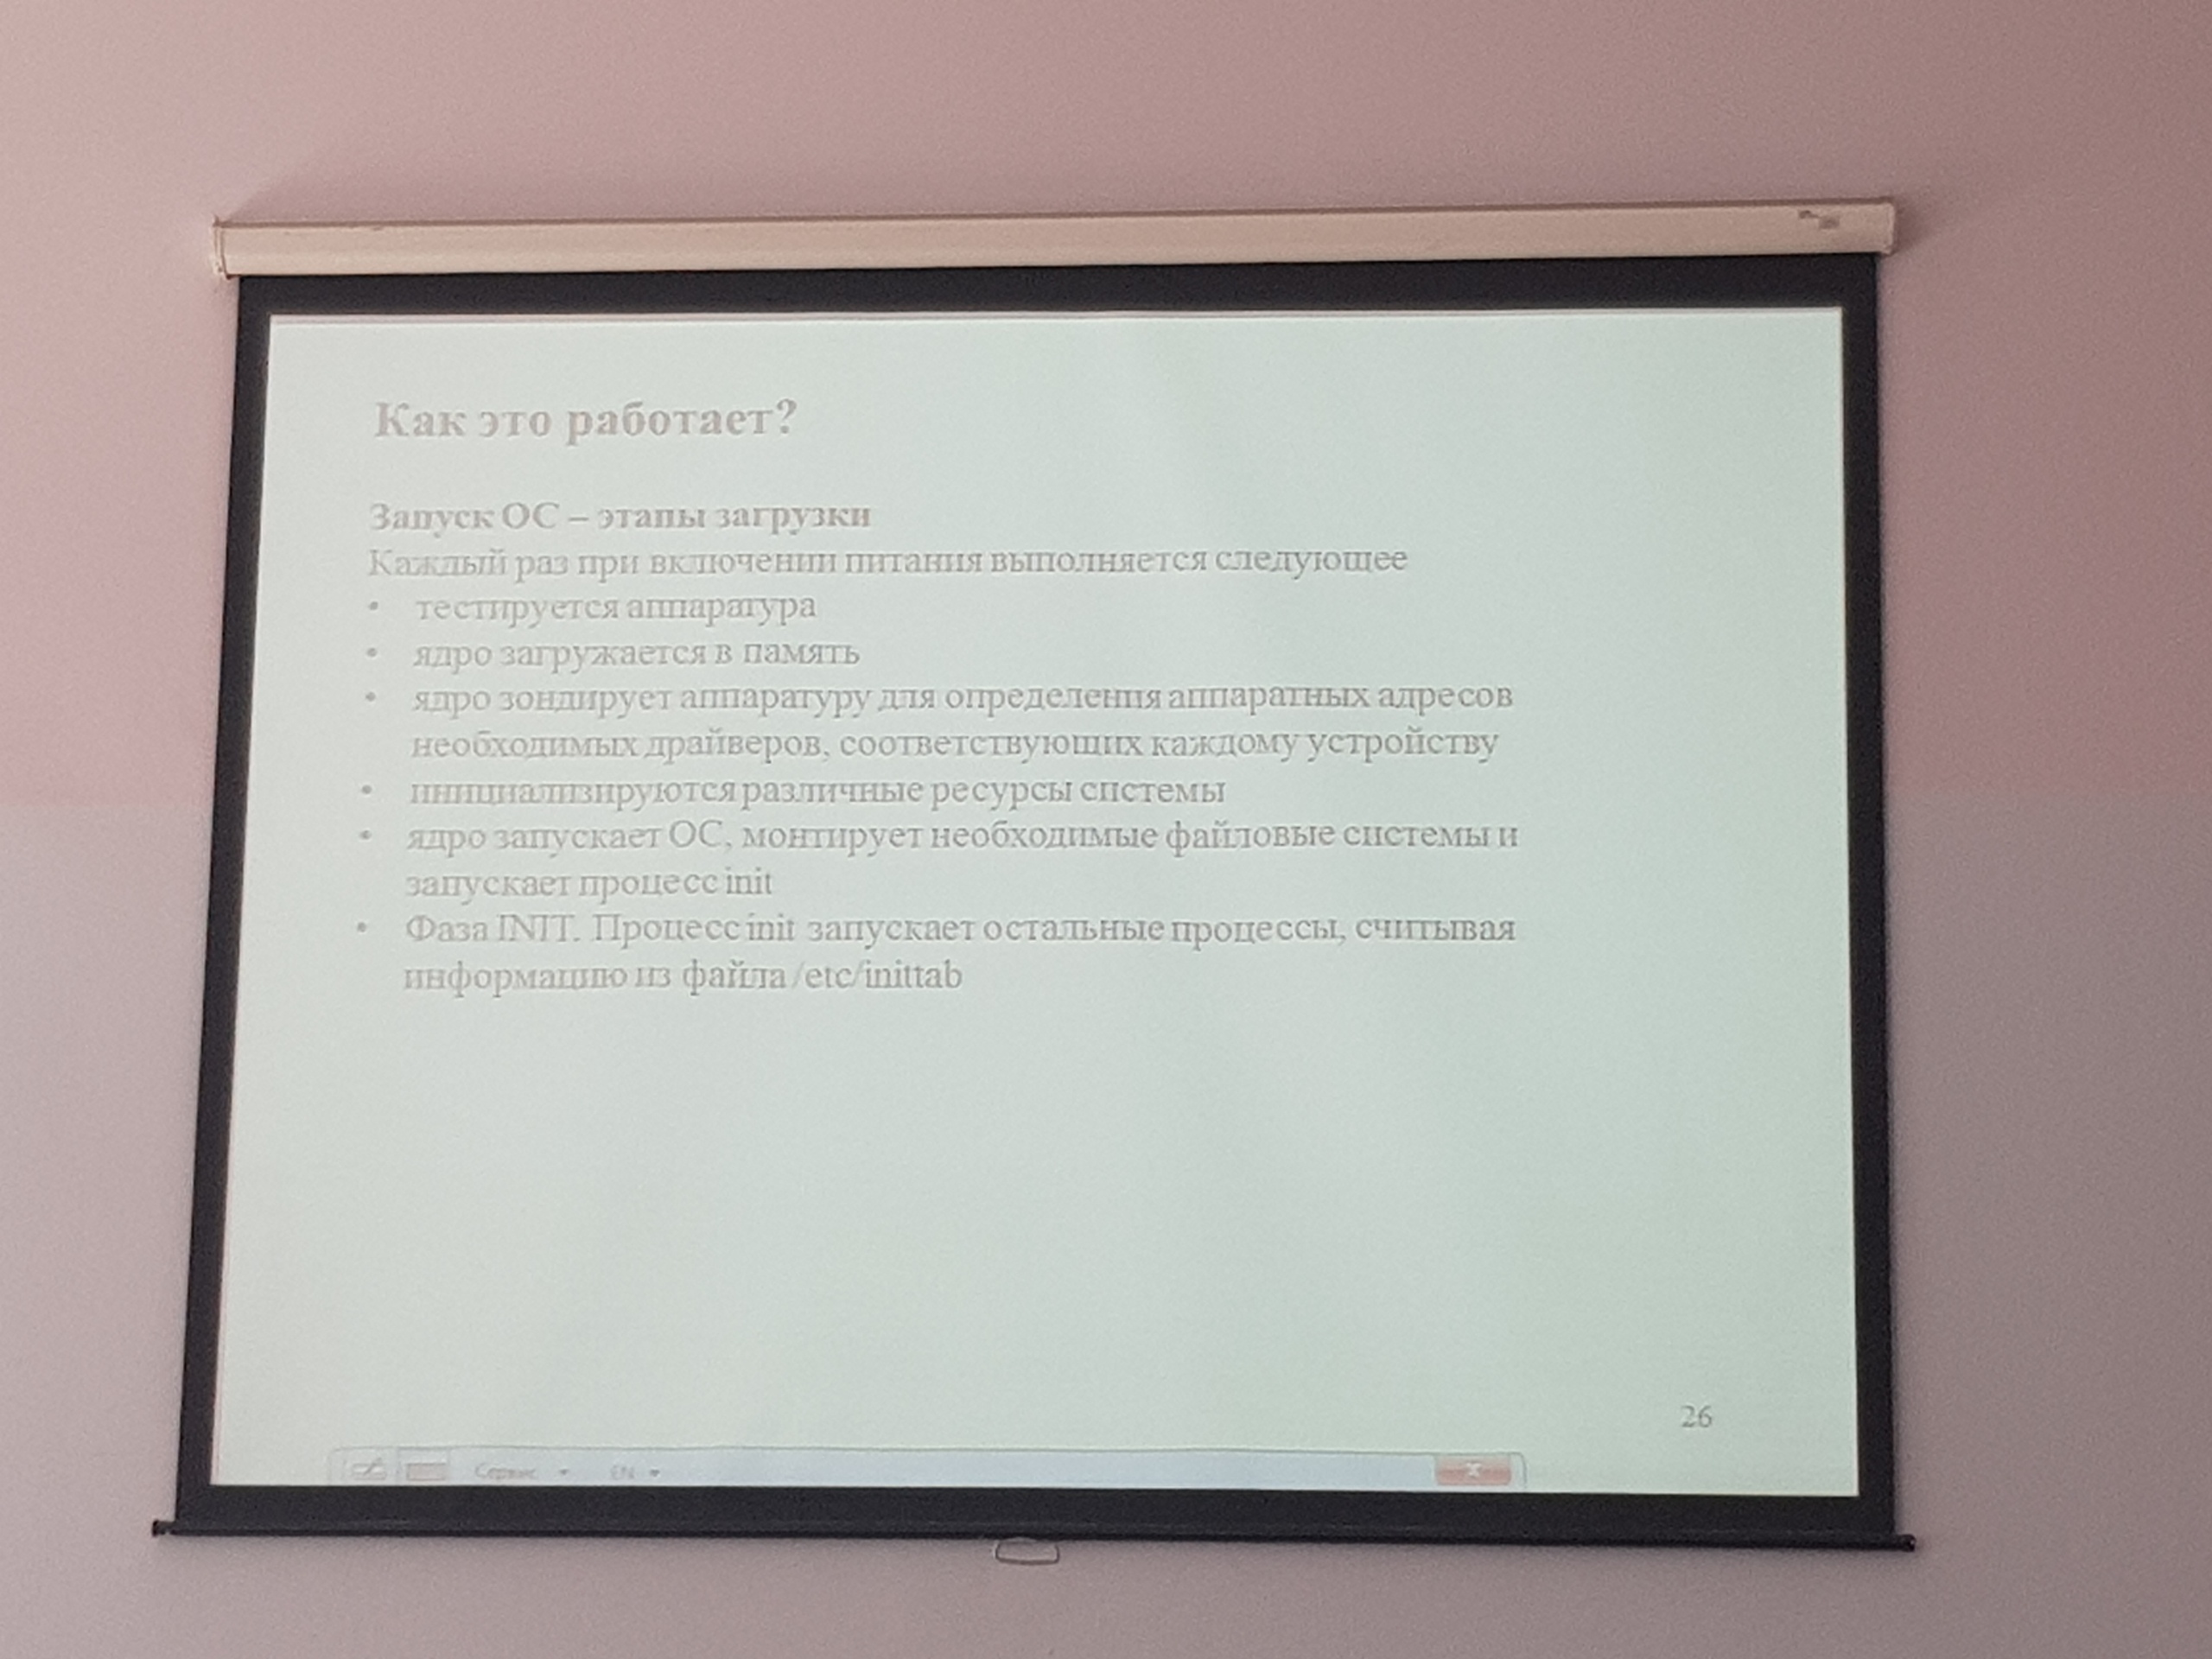 Как это работает?
Запуск ОС – этапы загрузки
Каждый раз при включении питания выполняется следующее
• тестируется аппаратура
• ядро загружается в память
• ядро зондирует аппаратуру для определения аппаратных адресов
необходимых драйверов, соответствующих каждому устройству
• инициализируются различные ресурсы системы
• ядро запускает ОС, монтирует необходимые файловые системы и
запускает процесс init
• Фаза INIT. Процесс init запускает остальные процессы, считывая
информацию из файла /etc/inittab
26
Сервис EN